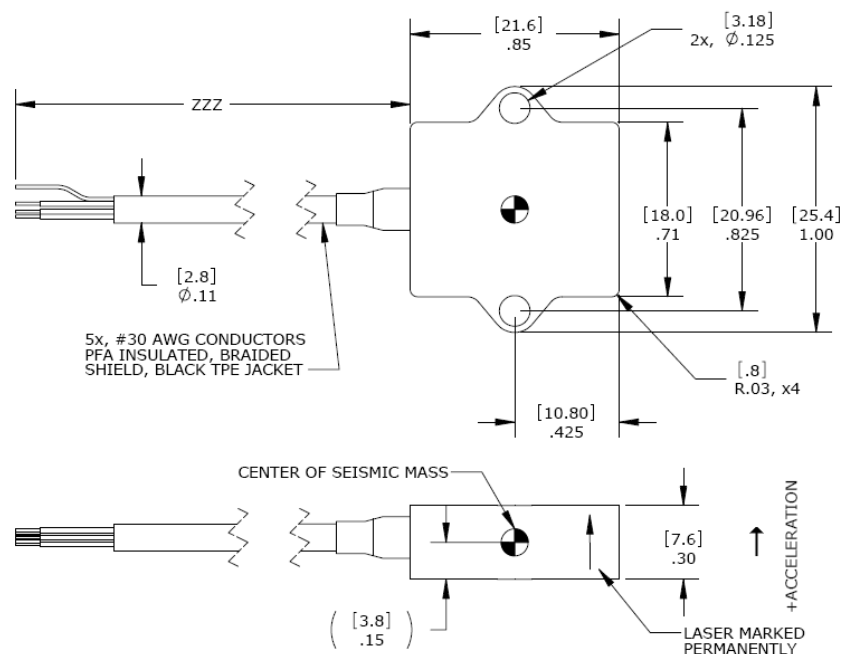 [21.6]
.85
[3.18]
2x, Ø.125
ZZZ
[18.0]
.71
[20.96]
.825
[25.4]
1.00
[2.8]
Ø.11
5x, #30 AWG CONDUCTORS
PFA INSULATED, BRAIDED
SHIELD, BLACK TPE JACKET
[.8]
R.03, x4
[10.80]
.425
CENTER OF SEISMIC MASS
[7.6]
.30
+ACCELERATION
( [3.8]
.15 )
LASER MARKED
PERMANENTLY